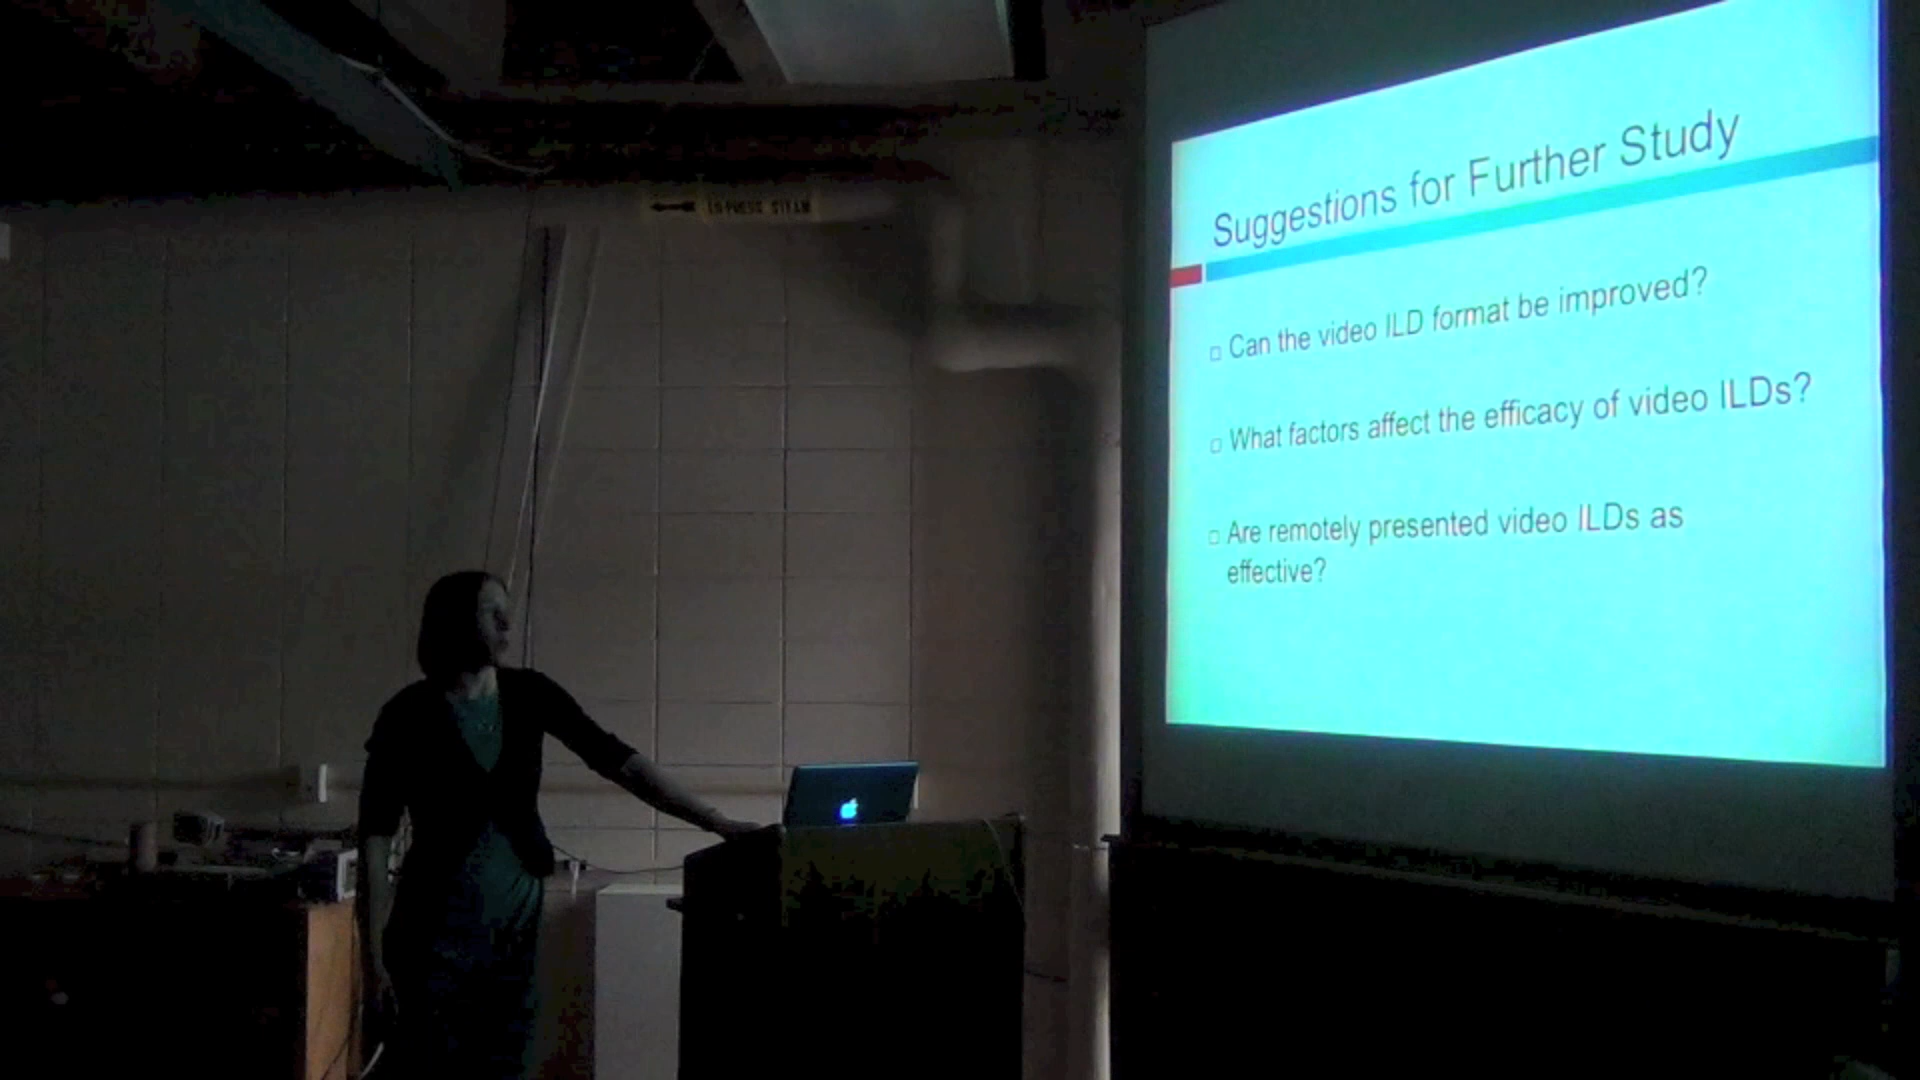 Suggestions for Further Study
Can the video ILD format be improved?
What factors affect the efficacy of video ILDs?
Are remotely presented video ILDs as
effective?